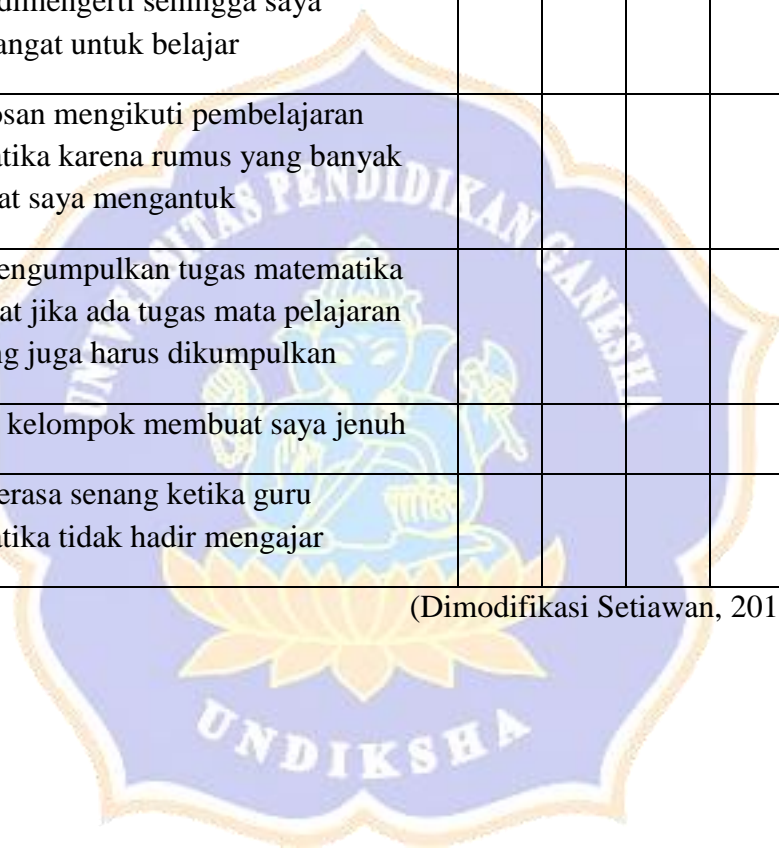 dimengerti sehingga saya
angat untuk belajar
osan mengikuti pembelajaran
atika karena rumus yang banyak
at saya mengantuk
engumpulkan tugas matematika
at jika ada tugas mata pelajaran
ng juga harus dikumpulkan
kelompok membuat saya jenuh
erasa senang ketika guru
atika tidak hadir mengajar
(Dimodifikasi Setiawan, 201
UNIVERSITAS PENDIDIKAN GANESHA
UNDIKSHA